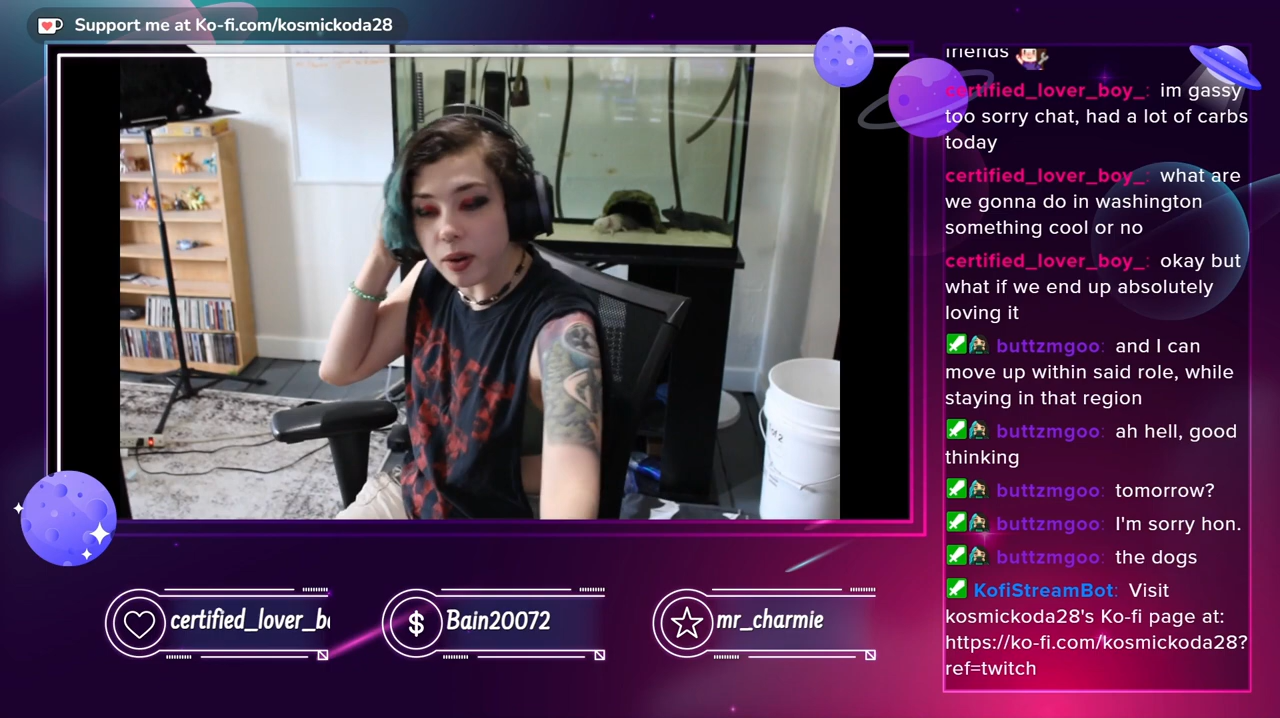 Support me at Ko-fi.com/kosmickoda28
friends
certified_lover_boy_: im gassy
too sorry chat, had a lot of carbs
today
certified_lover_boy_: what are
we gonna do in washington
something cool or no
certified_lover_boy_: okay but
what if we end up absolutely
loving it
buttzmgoo: and I can
move up within said role, while
staying in that region
buttzmgoo: ah hell, good
thinking
buttzmgoo: tomorrow?
buttzmgoo: I'm sorry hon.
buttzmgoo: the dogs
KofiStreamBot: Visit
kosmickoda28's Ko-fi page at:
https://ko-fi.com/kosmickoda28?
ref=twitch
certified_lover_bo
$ Bain20072
mr_charmie